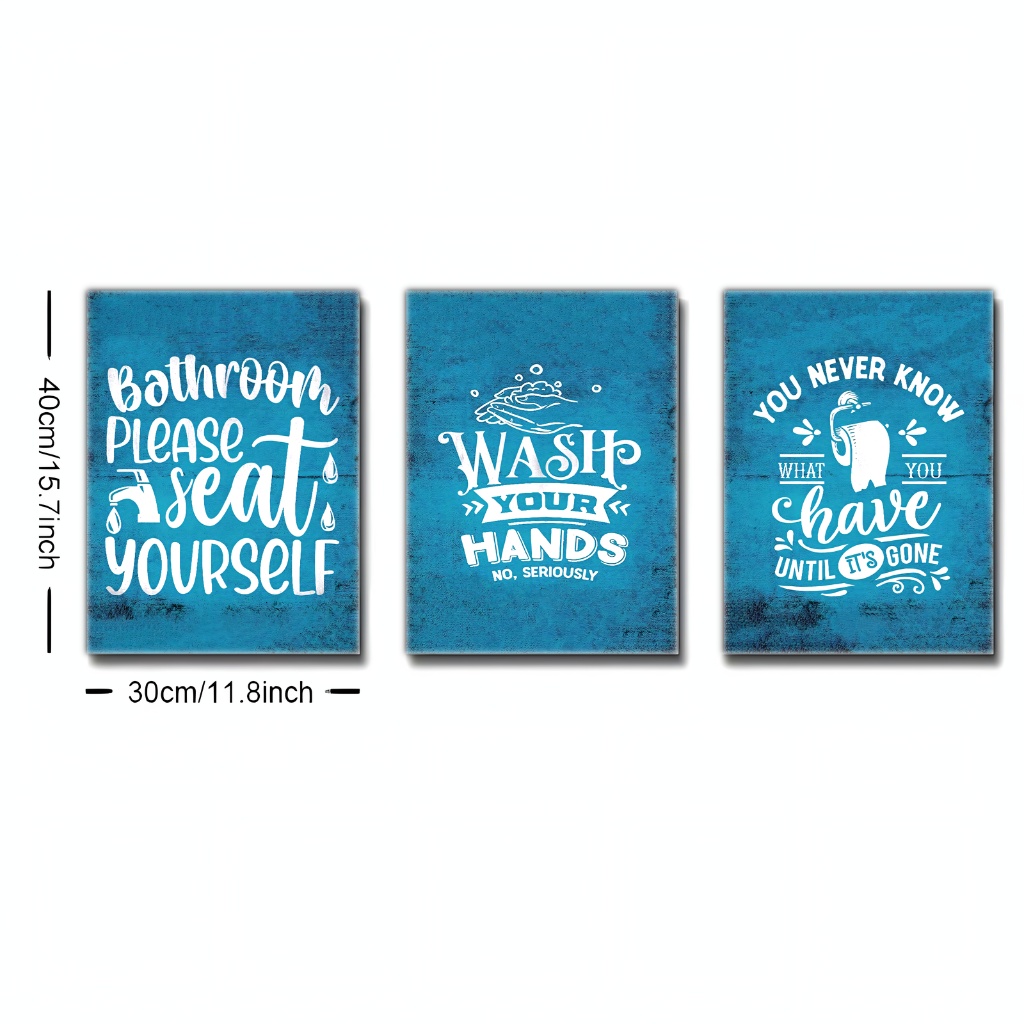 40cm/15.7inch
30cm/11.8inch
Bathroom
PLEASE
seat
YOURSELF
WASH
YOUR
HANDS
NO, SERIOUSLY
YOU NEVER KNOW
WHAT YOU
have
UNTIL IT'S GONE